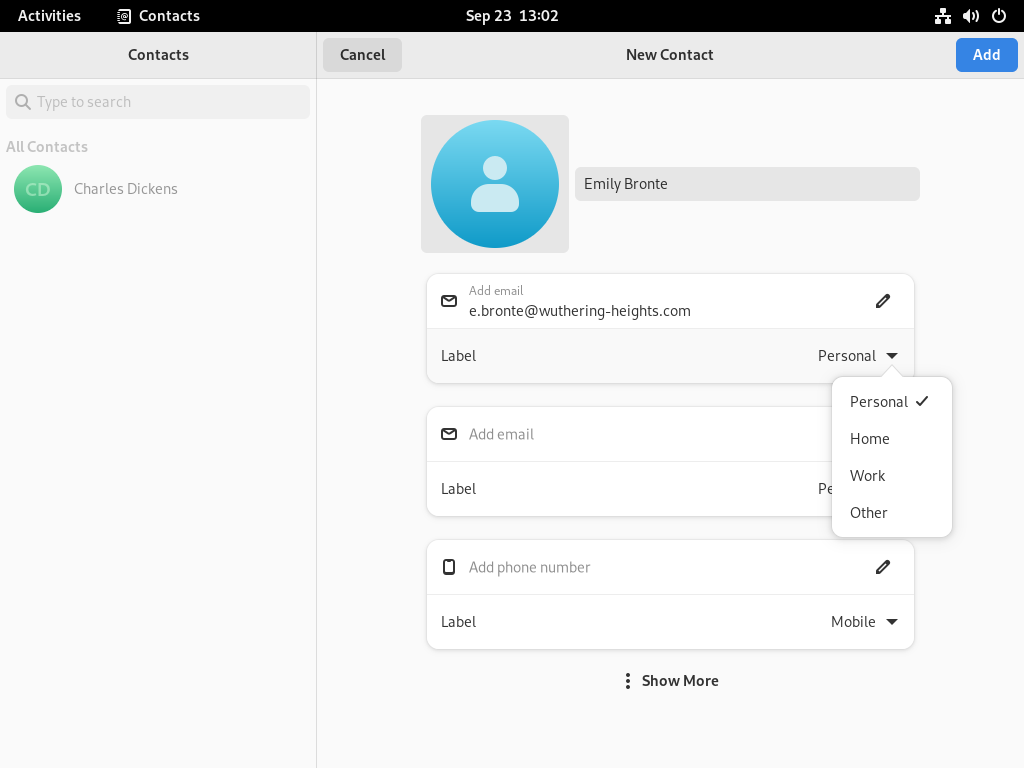 Activities
Contacts
Sep 23 13:02
Contacts
Cancel
New Contact
Add
Type to search
All Contacts
CD
Charles Dickens
Emily Bronte
Add email
e.bronte@wuthering-heights.com
Label
Personal
Personal
Home
Work
Other
Add email
Label
Pe
Add phone number
Label
Mobile
Show More